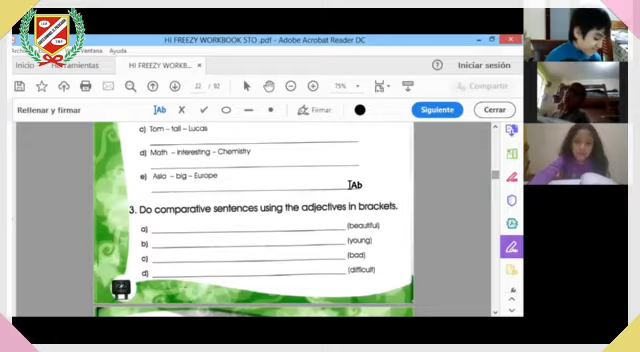 HI FREEZY WORKBOOK 5TO .pdf - Adobe Acrobat Reader DC
Ventana Ayuda
Inicio Herramientas HI FREEZY WORKB... × Iniciar sesión
22 / 92 75% Compartir
Rellenar y firmar Ab Firmar Siguiente Cerrar
c) Tom – tall – Lucas
d) Math – Interesting – Chemistry
e) Asia – big – Europe
Ab
3. Do comparative sentences using the adjectives in brackets.
a) (beautiful)
b) (young)
c) (bad)
d) (difficult)